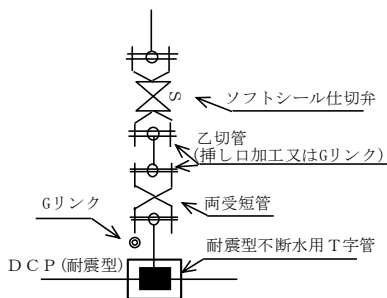 S
ソフトシール仕切弁
乙切管
(挿し口加工又はGリンク)
Gリンク
両受短管
耐震型不断水用T字管
DCP(耐震型)